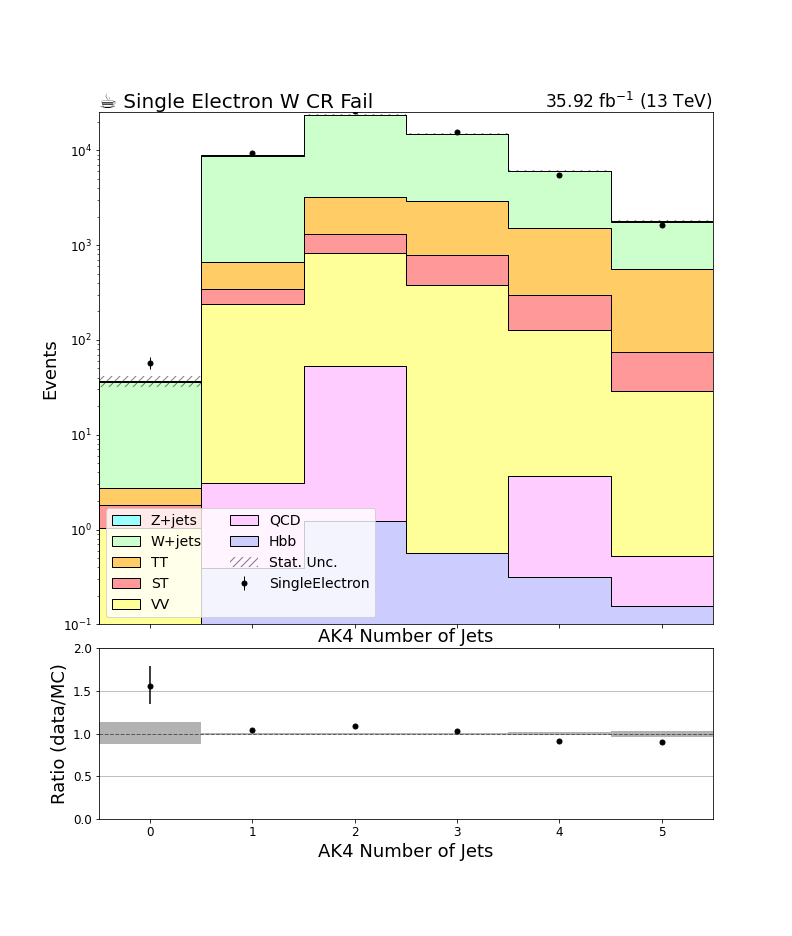 ☕ Single Electron W CR Fail
35.92 fb⁻¹ (13 TeV)
Events
10⁴
10³
10²
10¹
10⁰
10⁻¹
Z+jets
W+jets
TT
ST
VV
QCD
Hbb
Stat. Unc.
SingleElectron
AK4 Number of Jets
Ratio (data/MC)
2.0
1.5
1.0
0.5
0.0
0 1 2 3 4 5
AK4 Number of Jets